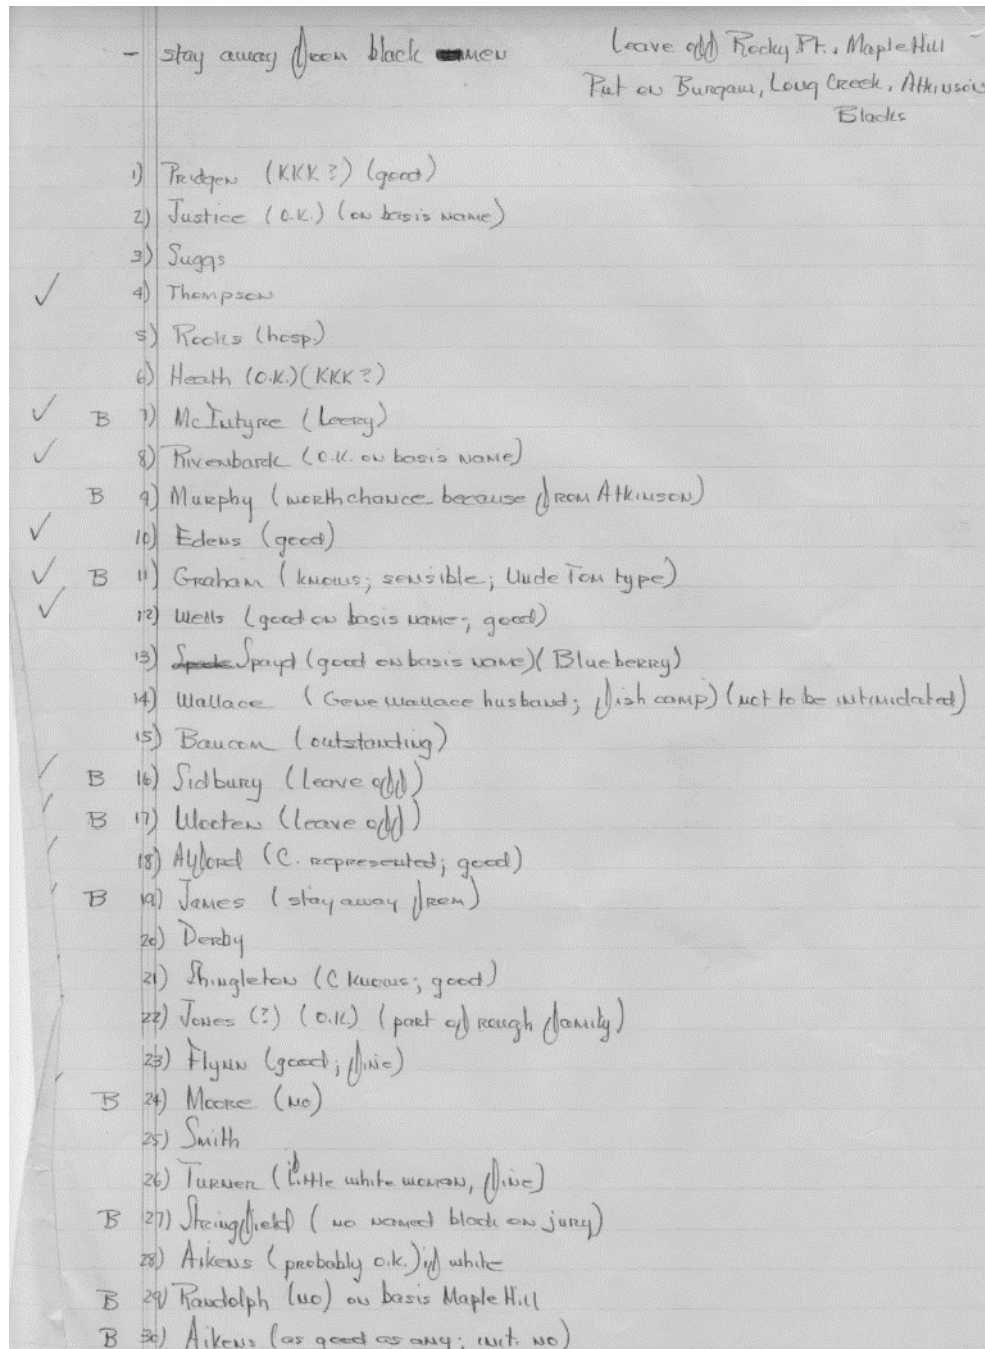 - stay away from black men
Leave off Rocky Pt., Maple Hill
Put on Burgaw, Long Creek, Atkinson
Blacks
1) Pridgen (KKK?) (good)
2) Justice (O.K.) (on basis name)
3) Suggs
✓ 4) Thompson
5) Rooks (hosp.)
6) Heath (O.K.) (KKK?)
✓ B 7) McIntyre (Leery)
✓ 8) Rivenbark (O.K. on basis name)
B 9) Murphy (worth chance because from Atkinson)
✓ 10) Edens (good)
✓ B 11) Graham (knows; sensible; Uncle Tom type)
✓ 12) Wells (good on basis name; good)
13) Spayd (good on basis name) (Blueberry)
14) Wallace (Gene Wallace husband; fish camp) (not to be intimidated)
15) Baucom (outstanding)
✓ B 16) Sidbury (leave off)
B 17) Wooten (leave off)
18) Alford (C. represented; good)
B 19) James (stay away from)
20) Derby
21) Shingleton (C knows; good)
22) Jones (?) (O.K.) (part of rough family)
23) Flynn (good; fine)
B 24) Moore (no)
25) Smith
26) Turner (little white woman, fine)
B 27) Stringfield (no named black on jury)
28) Aikens (probably o.k.) if white
B 29) Randolph (no) on basis Maple Hill
B 30) Aikens (as good as any; no)